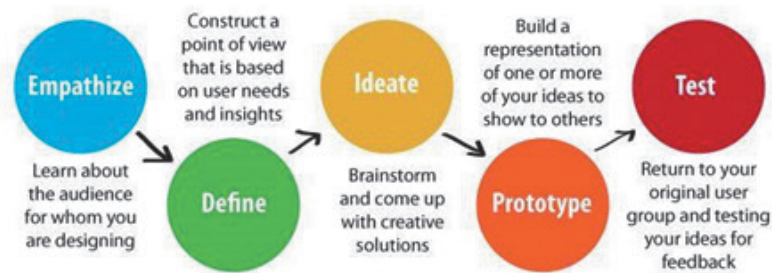 Empathize
Learn about
the audience
for whom you
are designing
Construct a
point of view
that is based
on user needs
and insights
Define
Ideate
Brainstorm
and come up
with creative
solutions
Build a
representation
of one or more
of your ideas to
show to others
Prototype
Test
Return to your
original user
group and testing
your ideas for
feedback